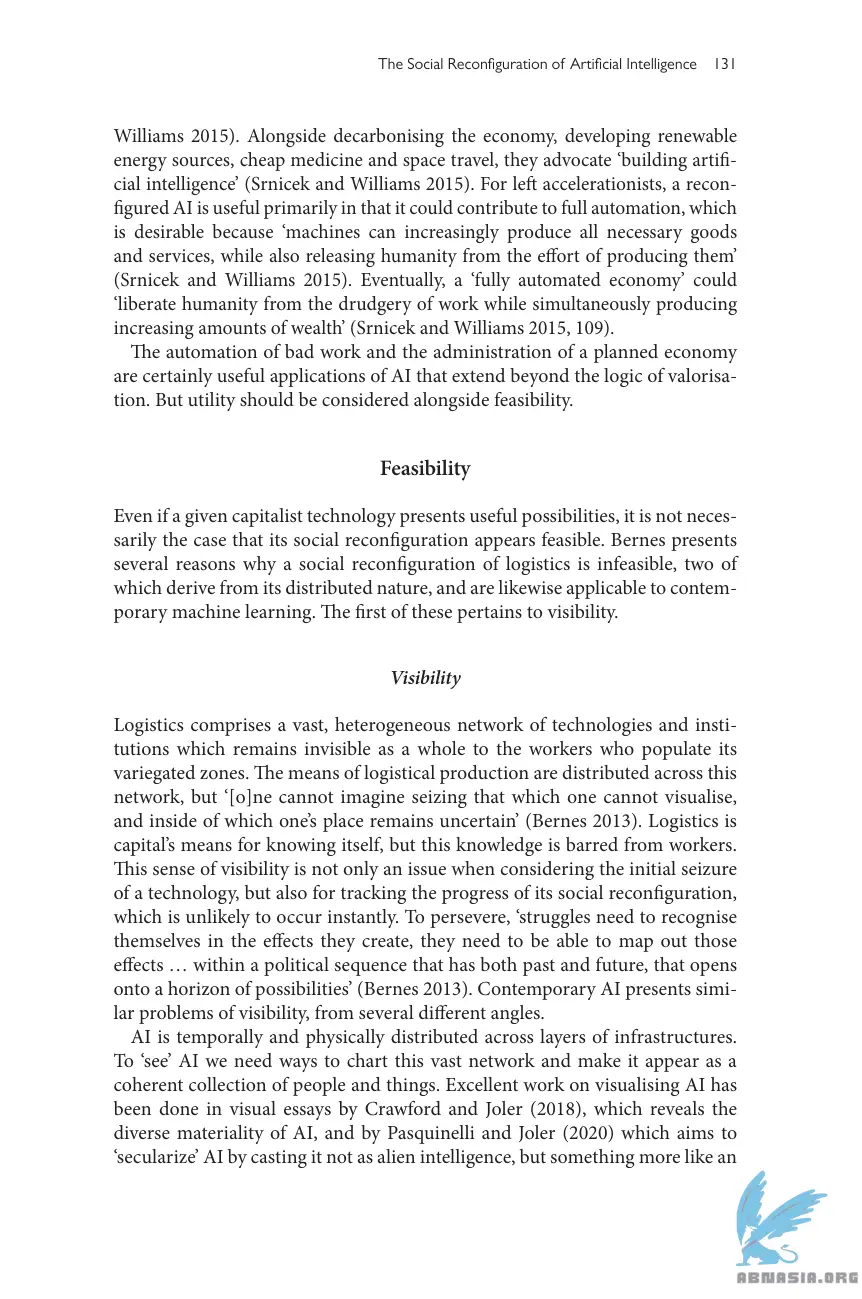 The Social Reconfiguration of Artificial Intelligence 131
Williams 2015). Alongside decarbonising the economy, developing renewable
energy sources, cheap medicine and space travel, they advocate ‘building artifi-
cial intelligence’ (Srnicek and Williams 2015). For left accelerationists, a recon-
figured AI is useful primarily in that it could contribute to full automation, which
is desirable because ‘machines can increasingly produce all necessary goods
and services, while also releasing humanity from the effort of producing them’
(Srnicek and Williams 2015). Eventually, a ‘fully automated economy’ could
‘liberate humanity from the drudgery of work while simultaneously producing
increasing amounts of wealth’ (Srnicek and Williams 2015, 109).
The automation of bad work and the administration of a planned economy
are certainly useful applications of AI that extend beyond the logic of valorisa-
tion. But utility should be considered alongside feasibility.
Feasibility
Even if a given capitalist technology presents useful possibilities, it is not neces-
sarily the case that its social reconfiguration appears feasible. Bernes presents
several reasons why a social reconfiguration of logistics is infeasible, two of
which derive from its distributed nature, and are likewise applicable to contem-
porary machine learning. The first of these pertains to visibility.
Visibility
Logistics comprises a vast, heterogeneous network of technologies and insti-
tutions which remains invisible as a whole to the workers who populate its
variegated zones. The means of logistical production are distributed across this
network, but ‘[o]ne cannot imagine seizing that which one cannot visualise,
and inside of which one’s place remains uncertain’ (Bernes 2013). Logistics is
capital’s means for knowing itself, but this knowledge is barred from workers.
This sense of visibility is not only an issue when considering the initial seizure
of a technology, but also for tracking the progress of its social reconfiguration,
which is unlikely to occur instantly. To persevere, ‘struggles need to recognise
themselves in the effects they create, they need to be able to map out those
effects … within a political sequence that has both past and future, that opens
onto a horizon of possibilities’ (Bernes 2013). Contemporary AI presents simi-
lar problems of visibility, from several different angles.
AI is temporally and physically distributed across layers of infrastructures.
To ‘see’ AI we need ways to chart this vast network and make it appear as a
coherent collection of people and things. Excellent work on visualising AI has
been done in visual essays by Crawford and Joler (2018), which reveals the
diverse materiality of AI, and by Pasquinelli and Joler (2020) which aims to
‘secularize’ AI by casting it not as alien intelligence, but something more like an
ABNASIA.ORG